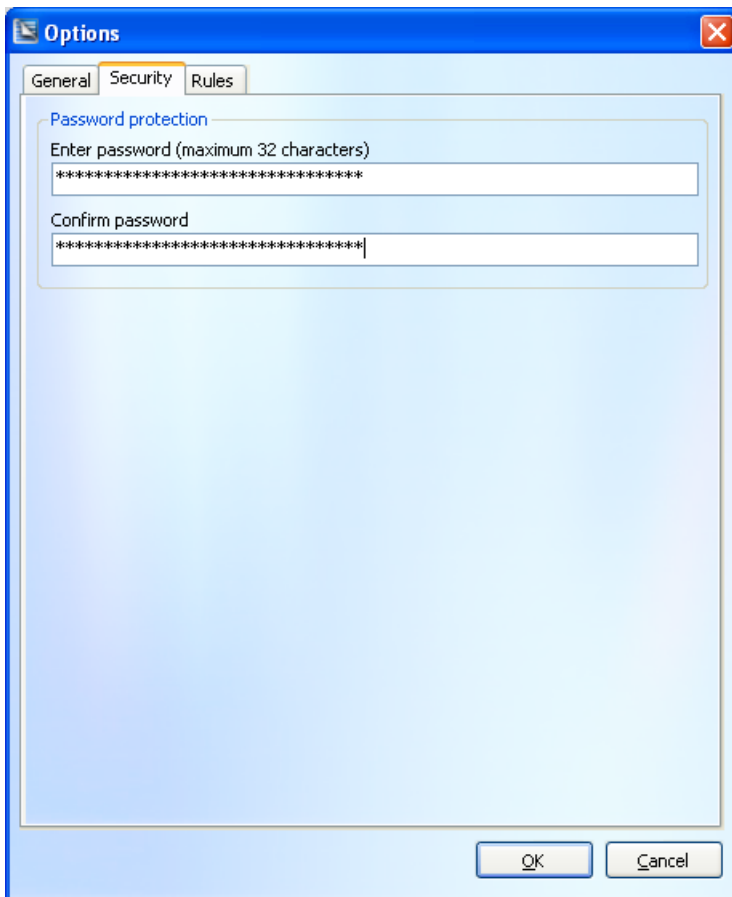 Options
General Security Rules
Password protection
Enter password (maximum 32 characters)
********************************
Confirm password
********************************
OK Cancel